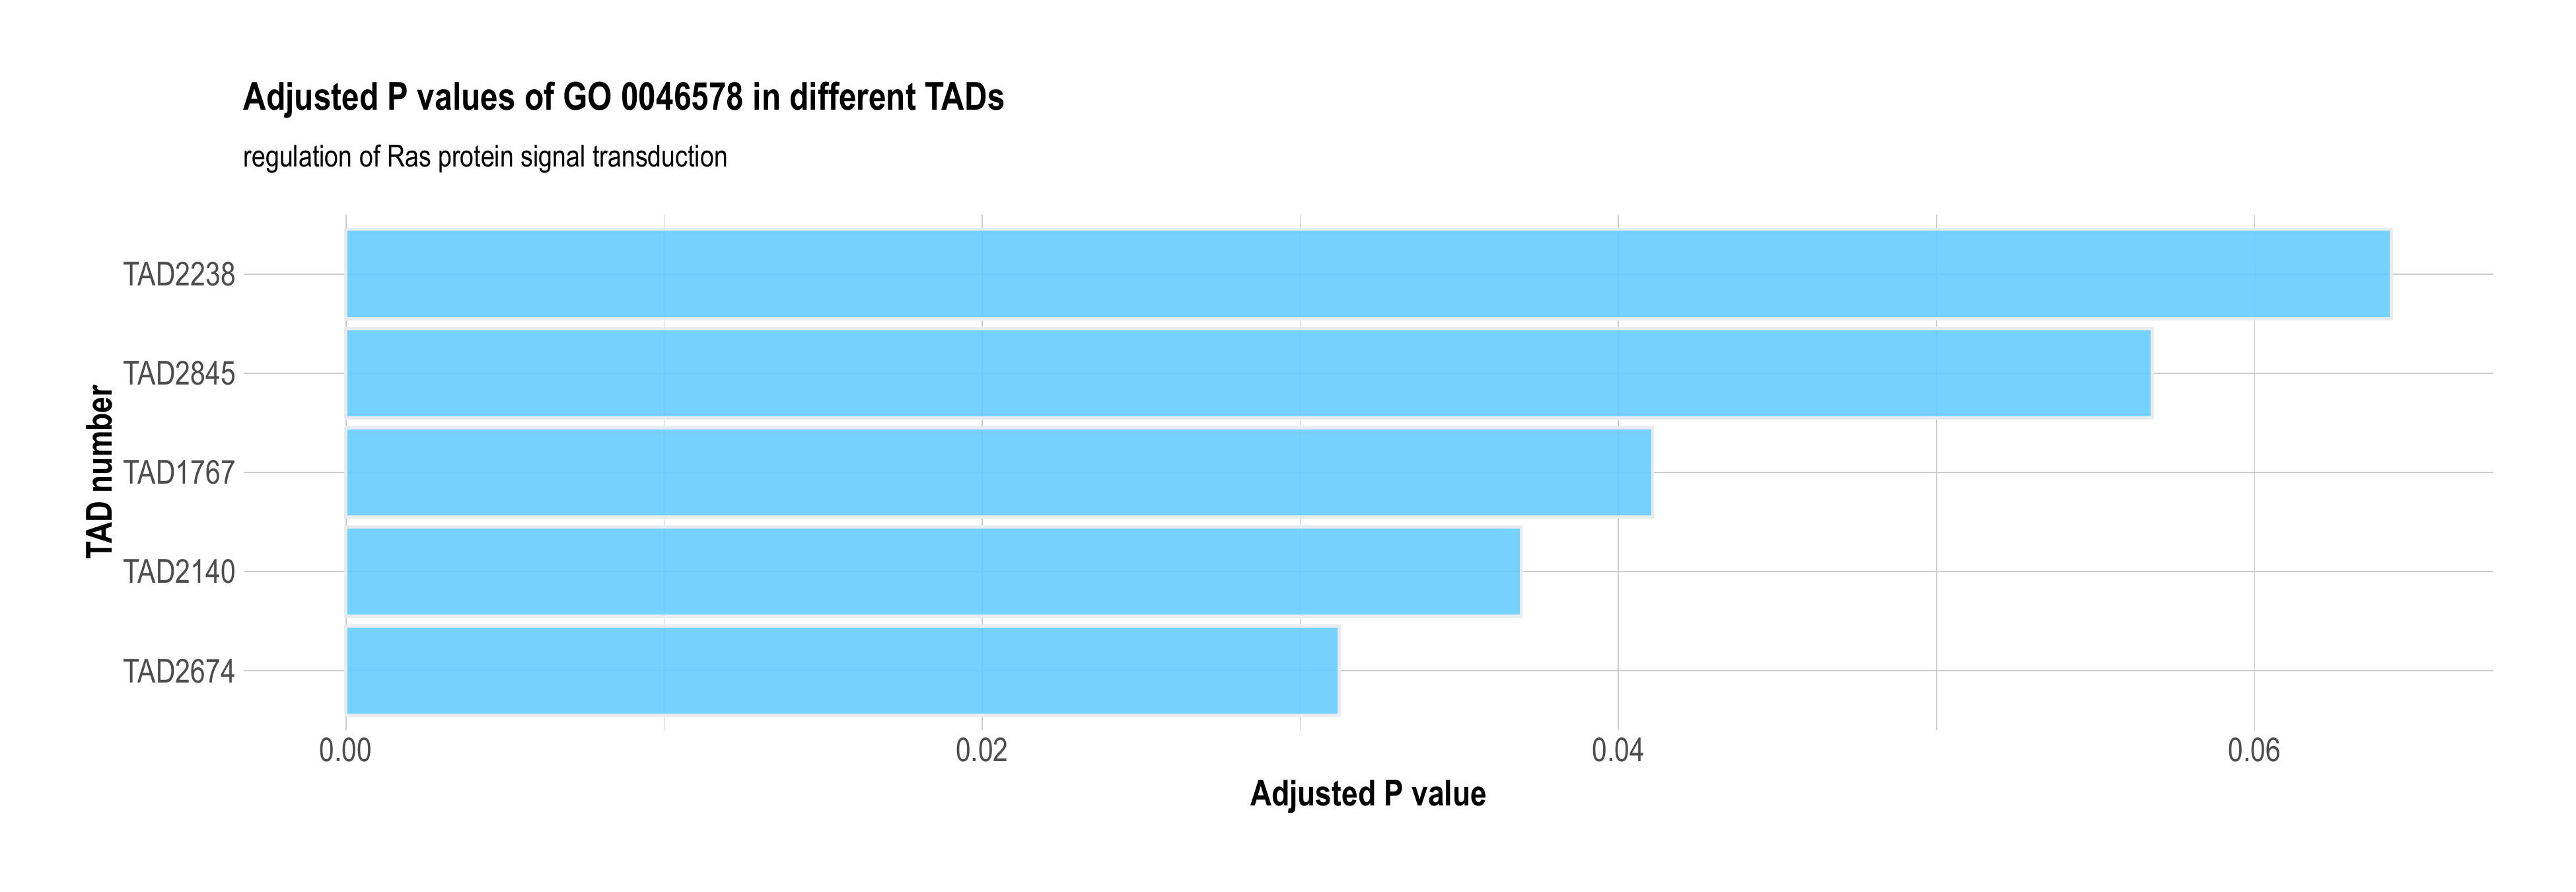 Adjusted P values of GO 0046578 in different TADs
regulation of Ras protein signal transduction
TAD number
TAD2238
TAD2845
TAD1767
TAD2140
TAD2674
0.00 0.02 0.04 0.06
Adjusted P value